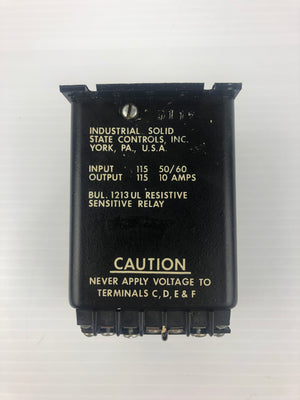 INDUSTRIAL SOLID
STATE CONTROLS, INC.
YORK, PA., U.S.A.
INPUT 115 50/60
OUTPUT 115 10 AMPS
BUL. 1213 UL RESISTIVE
SENSITIVE RELAY
CAUTION
NEVER APPLY VOLTAGE TO
TERMINALS C, D, E & F